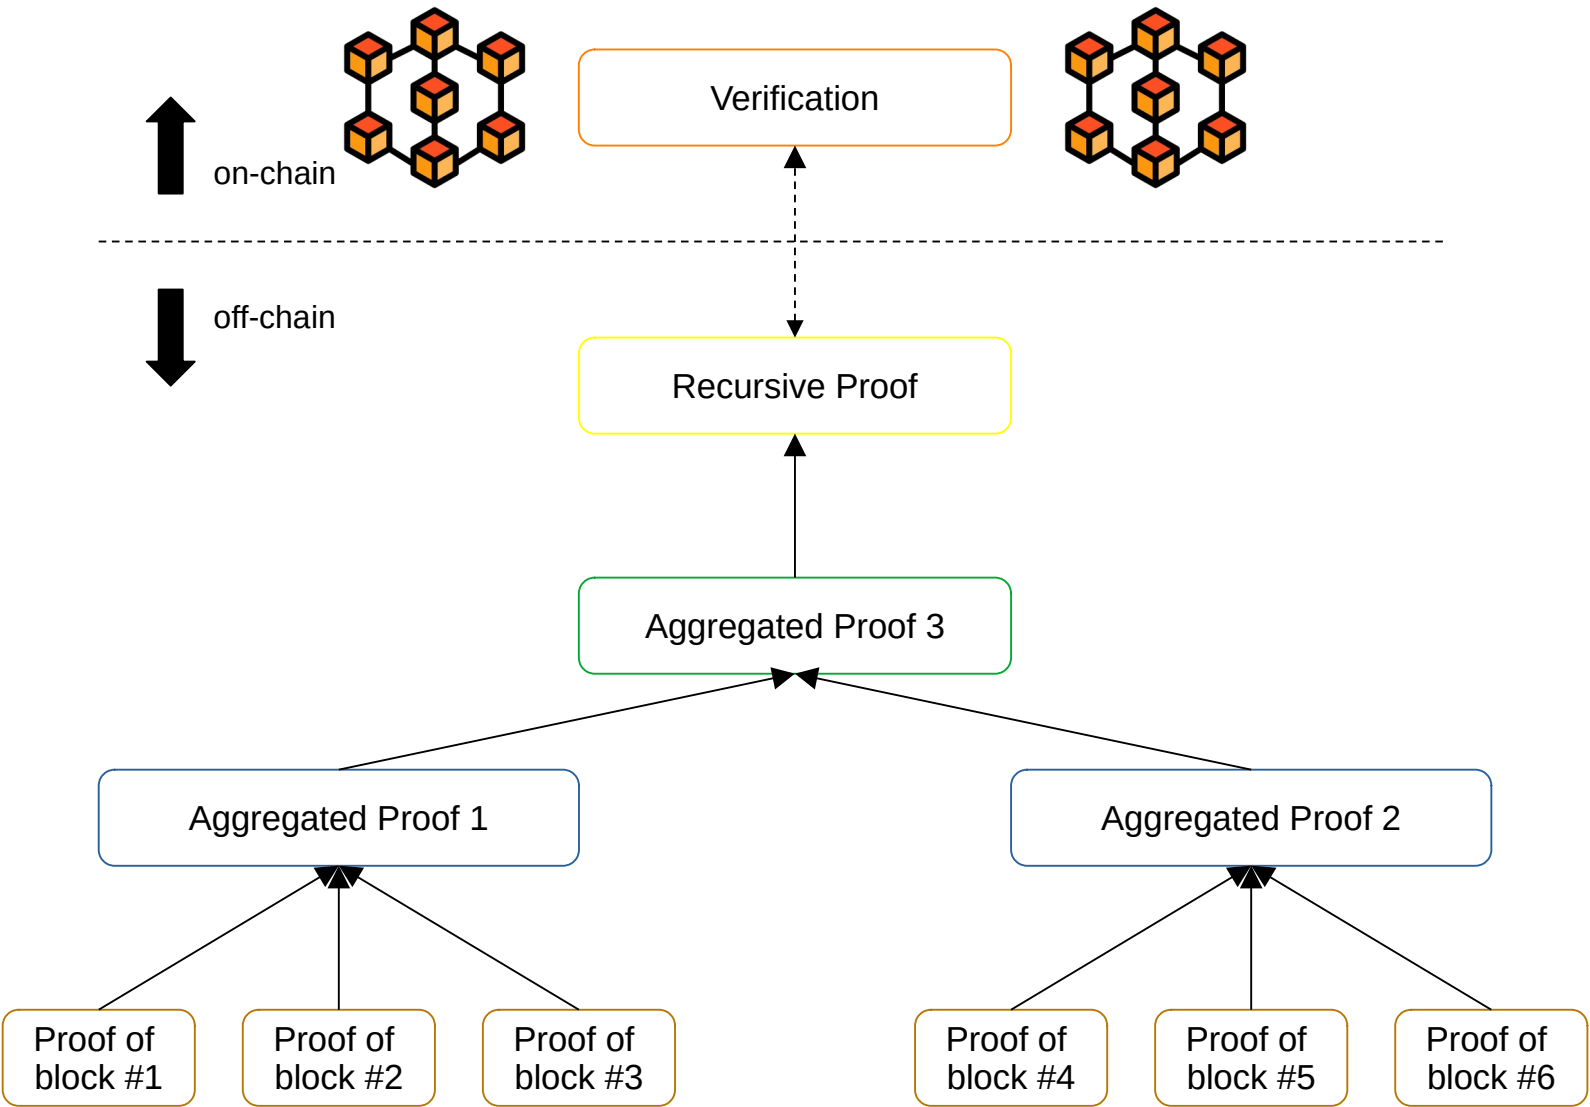 Verification
on-chain
off-chain
Recursive Proof
Aggregated Proof 3
Aggregated Proof 1
Aggregated Proof 2
Proof of
block #1
Proof of
block #2
Proof of
block #3
Proof of
block #4
Proof of
block #5
Proof of
block #6